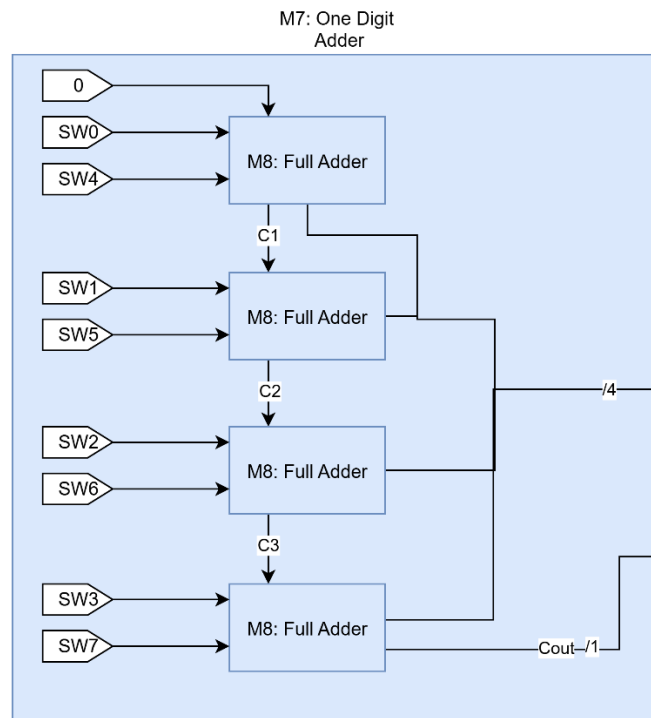 M7: One Digit
Adder
0
SW0
M8: Full Adder
SW4
C1
SW1
M8: Full Adder
SW5
C2
/4
SW2
M8: Full Adder
SW6
C3
SW3
M8: Full Adder
SW7
Cout /1